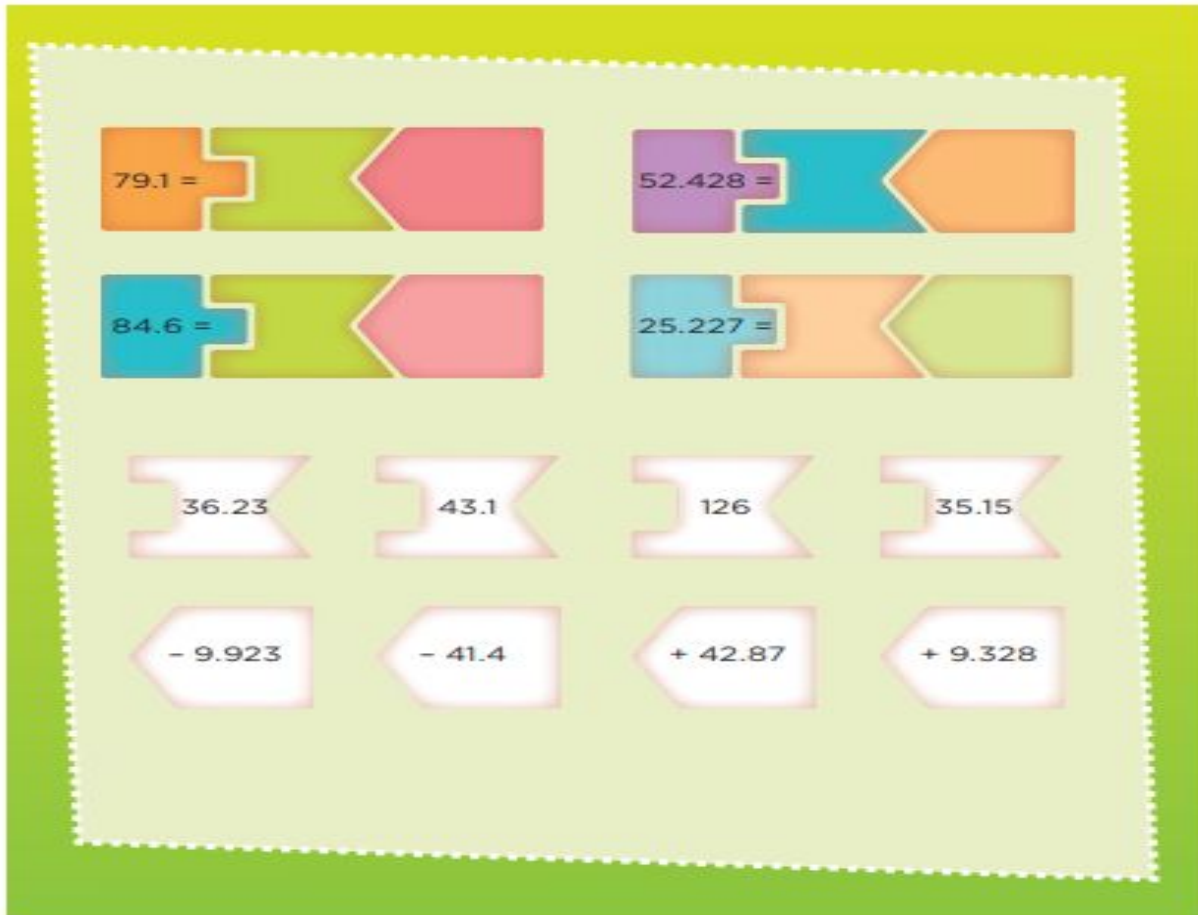 79.1 = 52.428 =
84.6 = 25.227 =
36.23 43.1 126 35.15
– 9.923 – 41.4 + 42.87 + 9.328